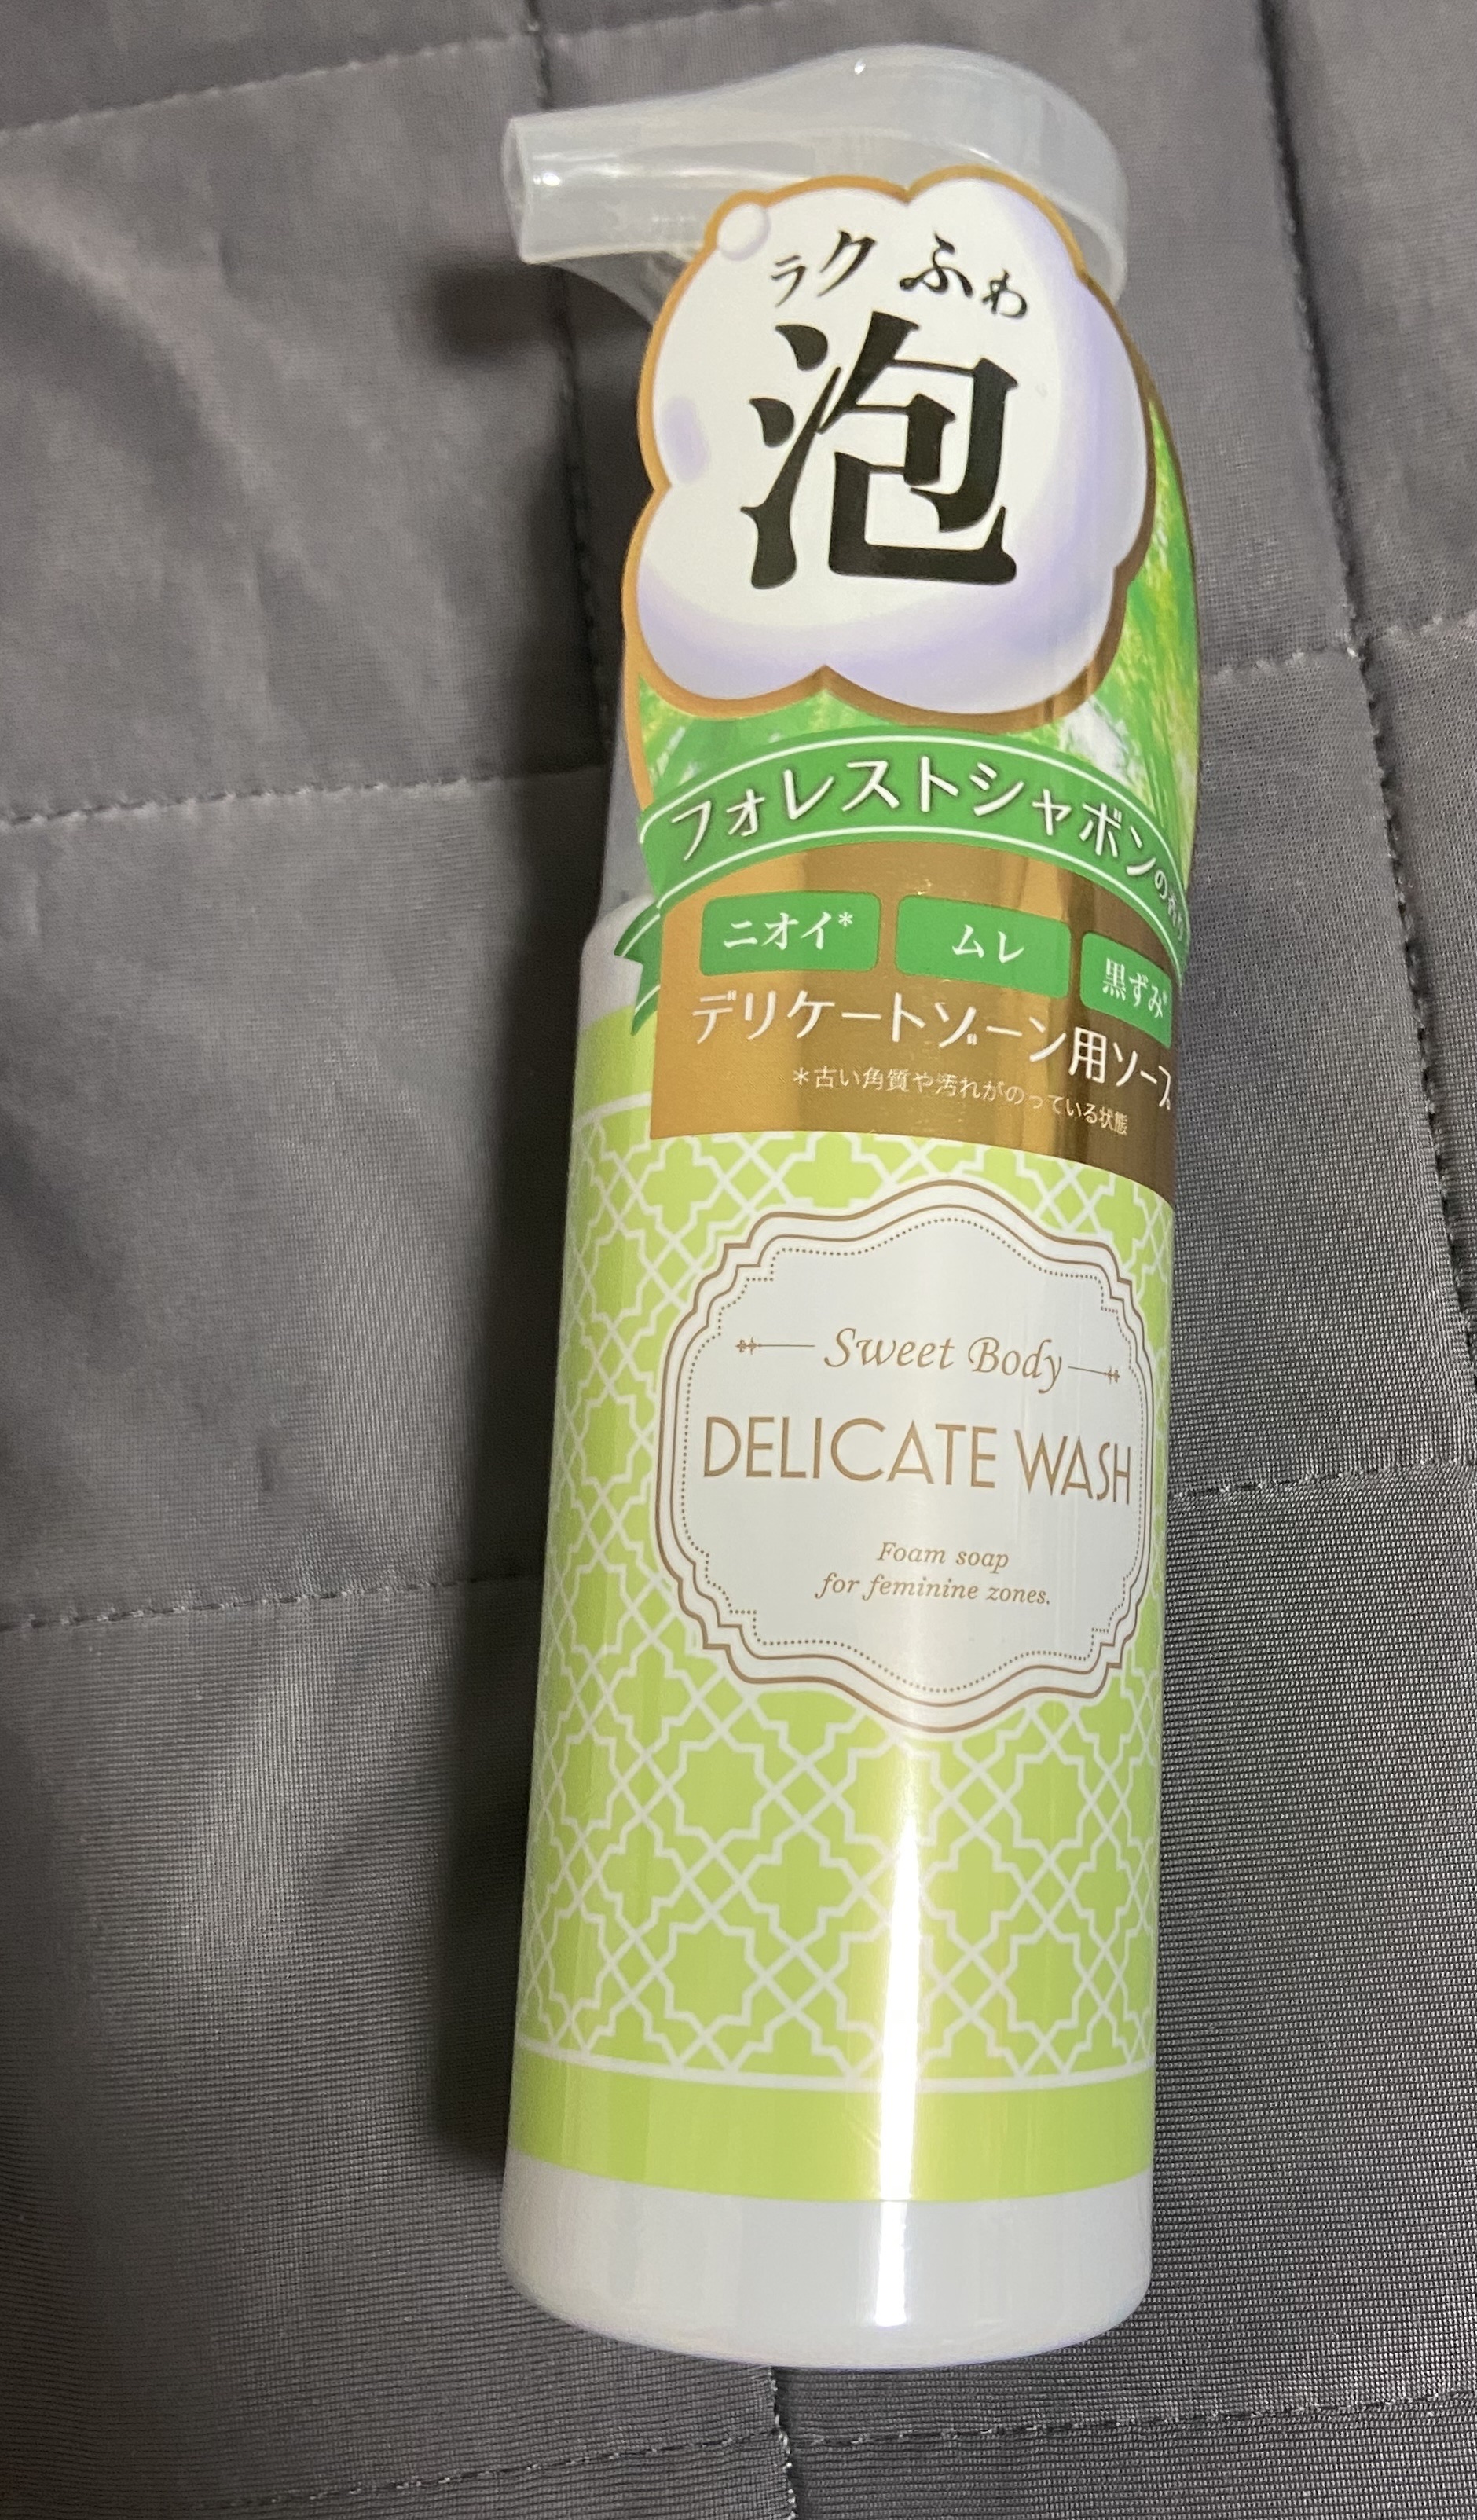 ラク ふわ
泡
フォレストシャボンの香り
ニオイ* ムレ 黒ずみ*
デリケートゾーン用ソープ
*古い角質や汚れがのっている状態
Sweet Body
DELICATE WASH
Foam soap
for feminine zones.